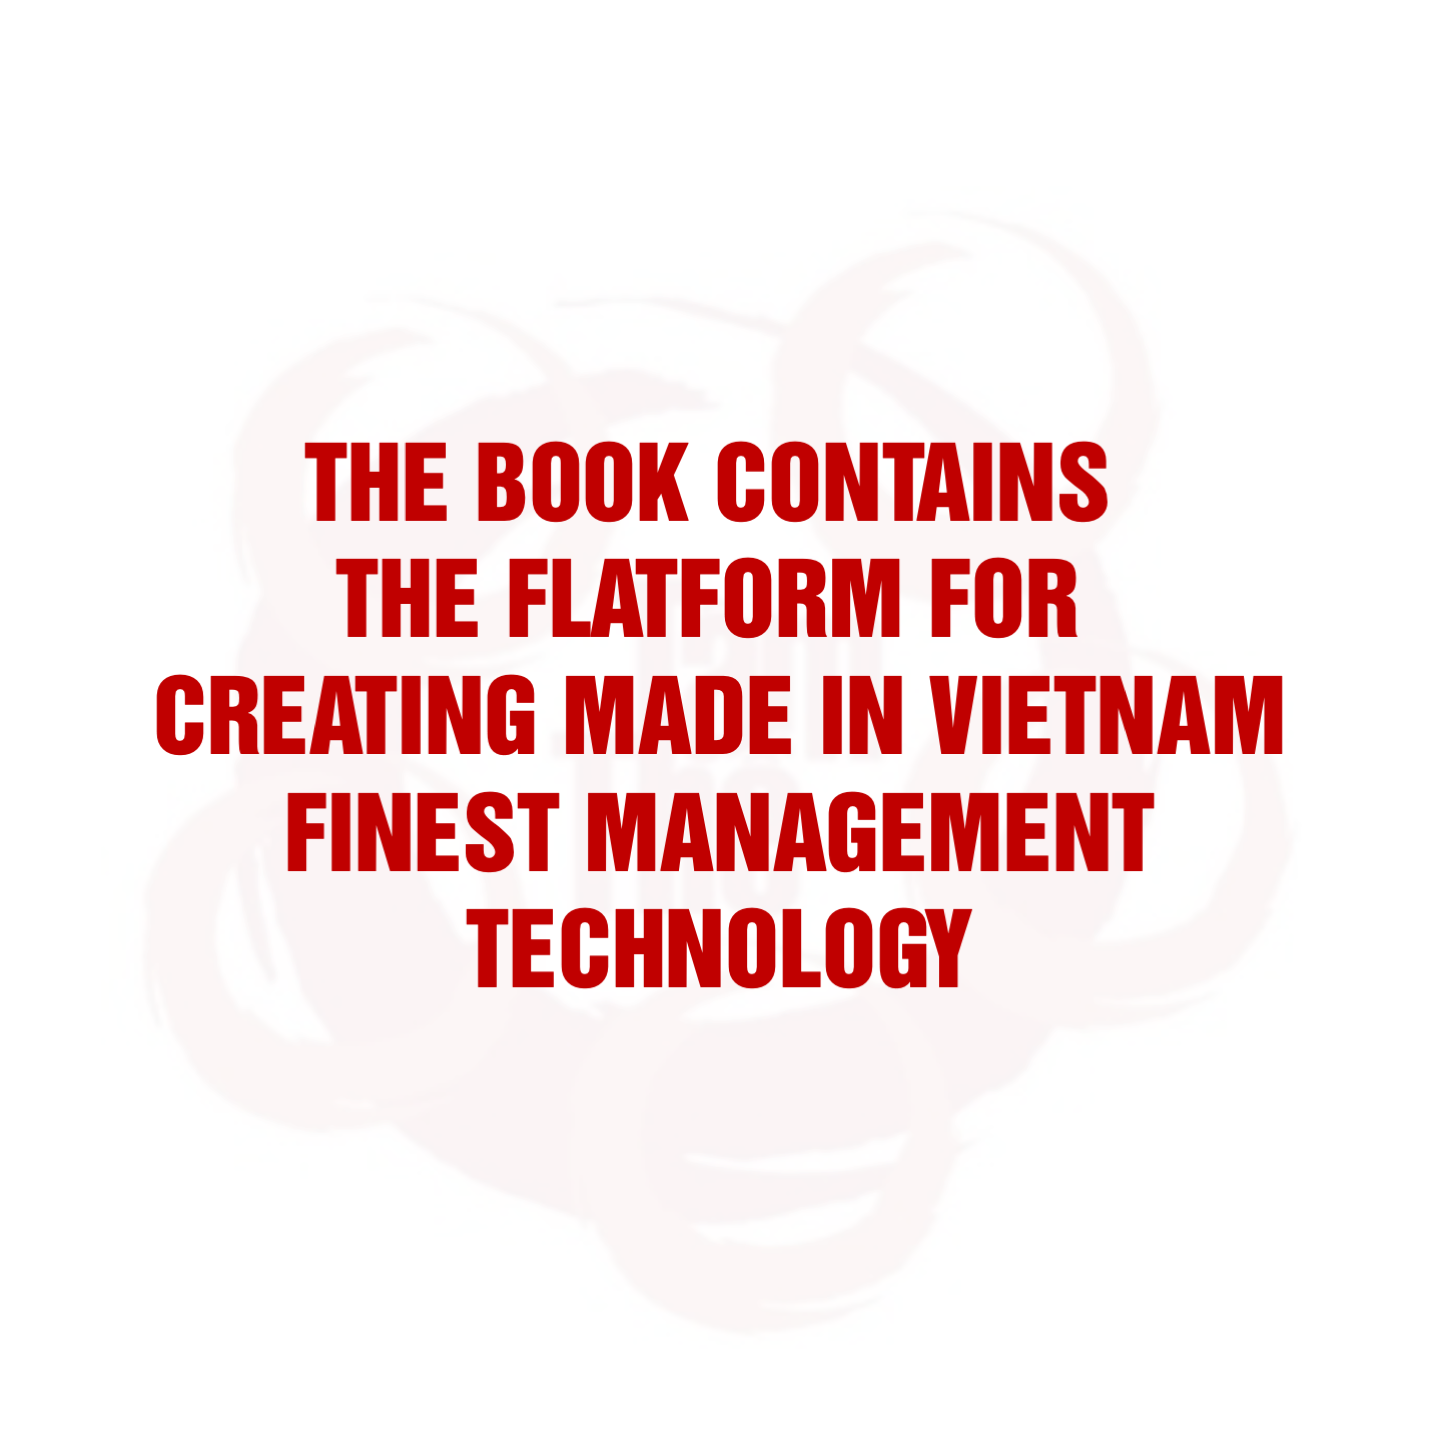 THE BOOK CONTAINS
THE FLATFORM FOR
CREATING MADE IN VIETNAM
FINEST MANAGEMENT
TECHNOLOGY